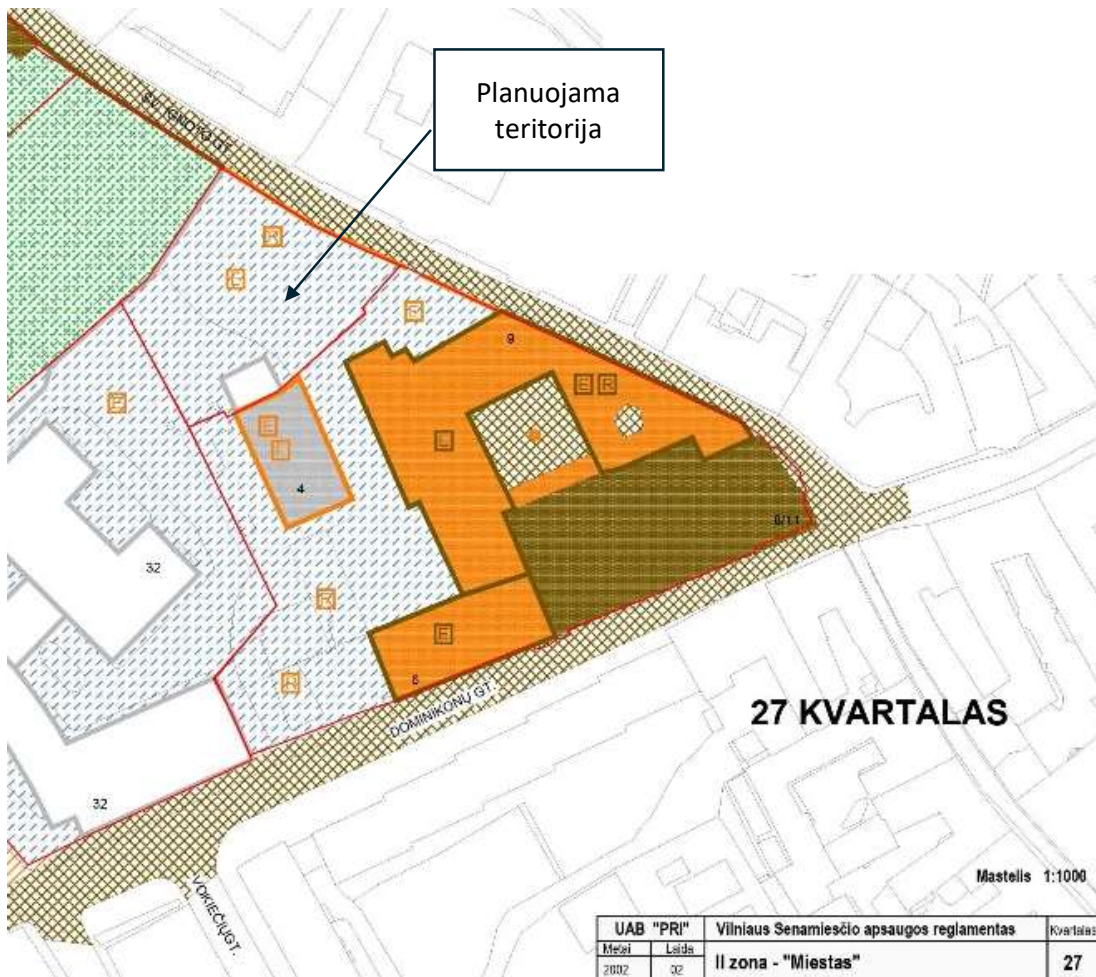 Planuojama
teritorija
ŠV. IGNOTO GT.
R
L
R
9
E R
P
E
L
L
4
8/11
32
R
E
R
6
DOMINIKONŲ GT.
27 KVARTALAS
32
VOKIEČIŲ GT.
Mastelis 1:1000
UAB "PRI" Vilniaus Senamiesčio apsaugos reglamentas Kvartalas
Metai Laida
2002 02 II zona - "Miestas" 27